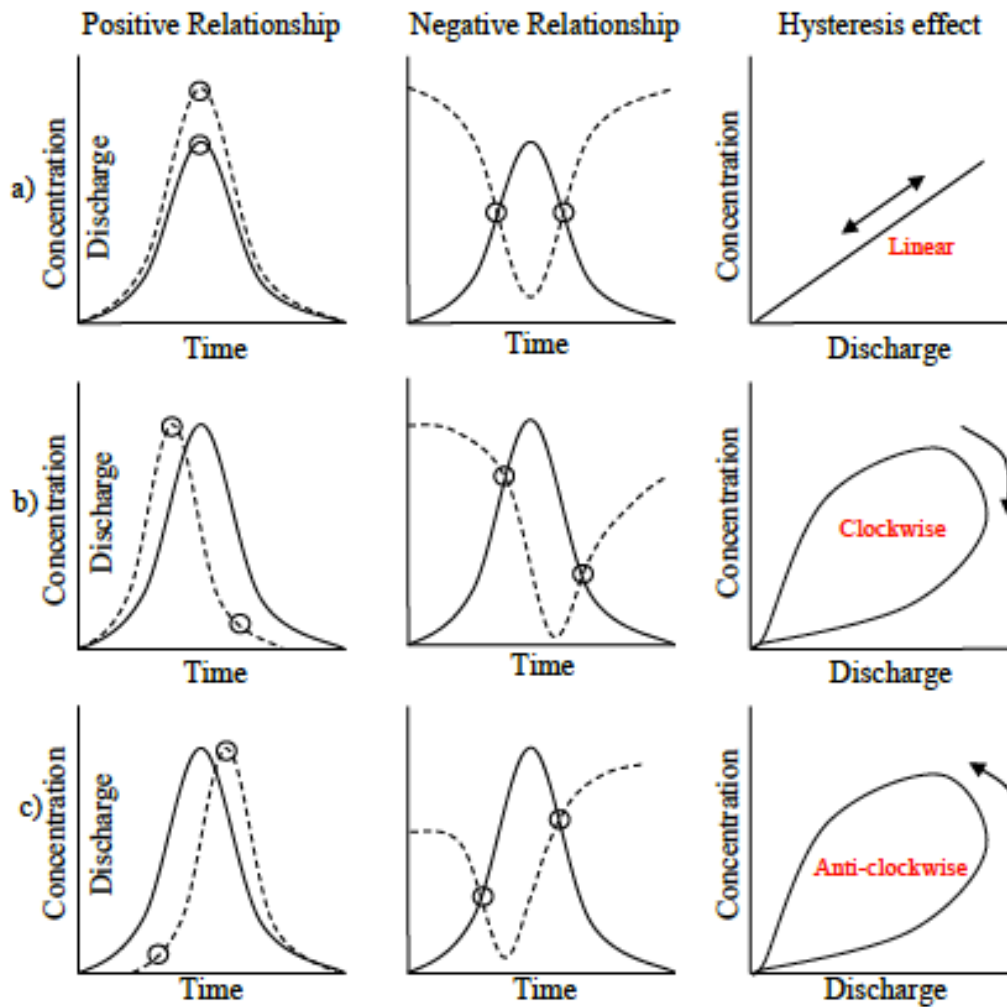 Positive Relationship
Negative Relationship
Hysteresis effect
a)
Concentration
Discharge
Time
Time
Concentration
Linear
Discharge
b)
Concentration
Discharge
Time
Time
Concentration
Clockwise
Discharge
c)
Concentration
Discharge
Time
Time
Concentration
Anti-clockwise
Discharge